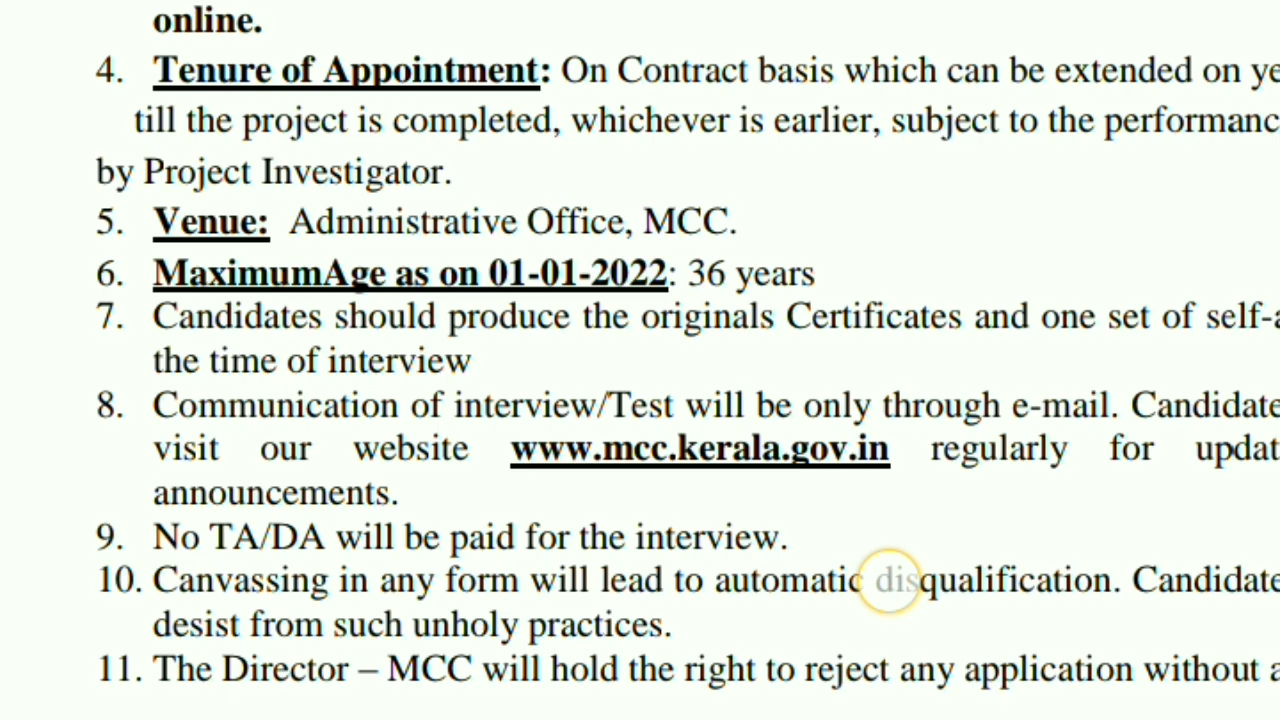 online.
4. Tenure of Appointment: On Contract basis which can be extended on ye
till the project is completed, whichever is earlier, subject to the performanc
by Project Investigator.
5. Venue: Administrative Office, MCC.
6. MaximumAge as on 01-01-2022: 36 years
7. Candidates should produce the originals Certificates and one set of self-a
the time of interview
8. Communication of interview/Test will be only through e-mail. Candidate
visit our website www.mcc.kerala.gov.in regularly for updat
announcements.
9. No TA/DA will be paid for the interview.
10. Canvassing in any form will lead to automatic disqualification. Candidate
desist from such unholy practices.
11. The Director – MCC will hold the right to reject any application without a